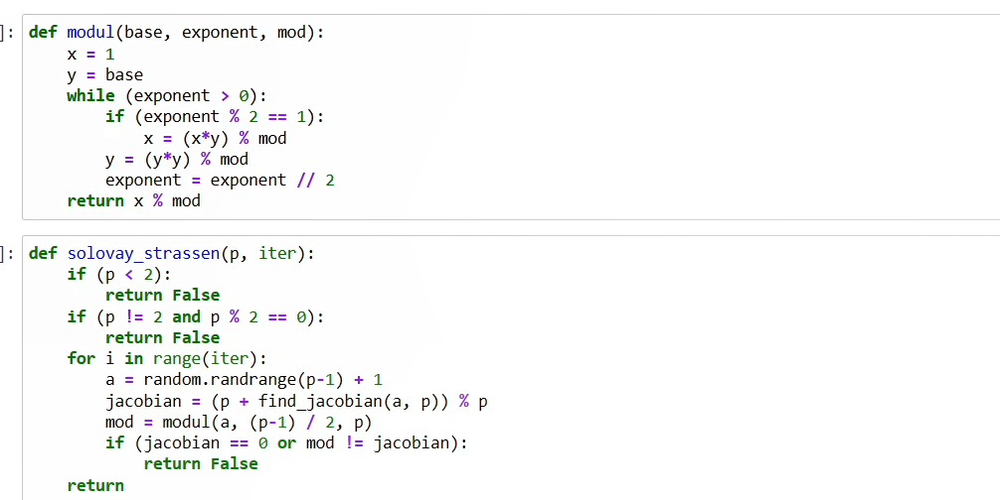 ]: def modul(base, exponent, mod):
    x = 1
    y = base
    while (exponent > 0):
        if (exponent % 2 == 1):
            x = (x*y) % mod
        y = (y*y) % mod
        exponent = exponent // 2
    return x % mod
]: def solovay_strassen(p, iter):
    if (p < 2):
        return False
    if (p != 2 and p % 2 == 0):
        return False
    for i in range(iter):
        a = random.randrange(p-1) + 1
        jacobian = (p + find_jacobian(a, p)) % p
        mod = modul(a, (p-1) / 2, p)
        if (jacobian == 0 or mod != jacobian):
            return False
    return